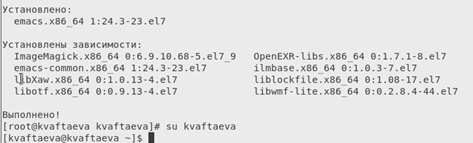 Установлено:
emacs.x86_64 1:24.3-23.el7
Установлены зависимости:
ImageMagick.x86_64 0:6.9.10.68-5.el7_9 OpenEXR-libs.x86_64 0:1.7.1-8.el7
emacs-common.x86_64 1:24.3-23.el7 ilmbase.x86_64 0:1.0.3-7.el7
libXaw.x86_64 0:1.0.13-4.el7 liblockfile.x86_64 0:1.08-17.el7
libotf.x86_64 0:0.9.13-4.el7 libwmf-lite.x86_64 0:0.2.8.4-44.el7
Выполнено!
[root@kvaftaeva kvaftaeva]# su kvaftaeva
[kvaftaeva@kvaftaeva ~]$